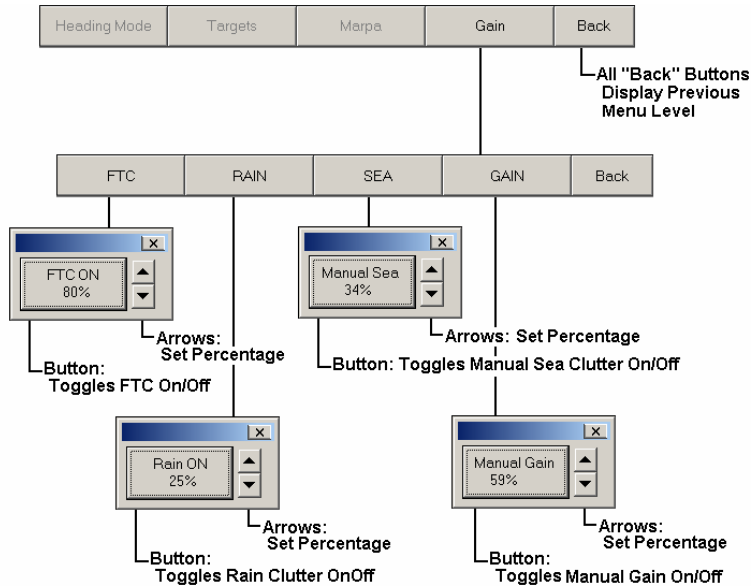 Heading Mode Targets Marpa Gain Back
All "Back" Buttons
Display Previous
Menu Level
FTC RAIN SEA GAIN Back
FTC ON
80%
Arrows:
Set Percentage
Button:
Toggles FTC On/Off
Manual Sea
34%
Arrows: Set Percentage
Button: Toggles Manual Sea Clutter On/Off
Rain ON
25%
Arrows:
Set Percentage
Button:
Toggles Rain Clutter OnOff
Manual Gain
59%
Arrows:
Set Percentage
Button:
Toggles Manual Gain On/Off